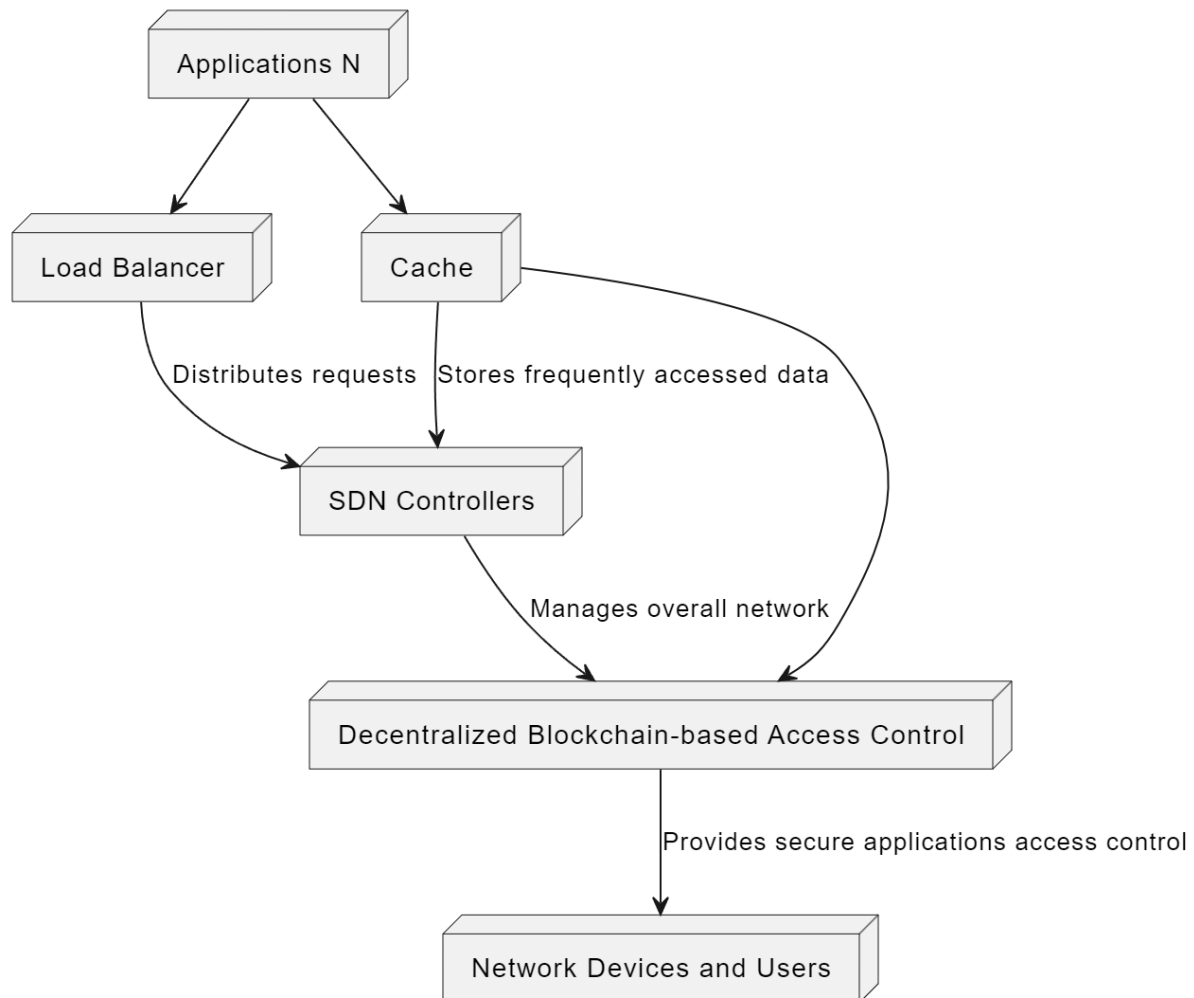 Applications N
Load Balancer
Cache
Distributes requests
Stores frequently accessed data
SDN Controllers
Manages overall network
Decentralized Blockchain-based Access Control
Provides secure applications access control
Network Devices and Users